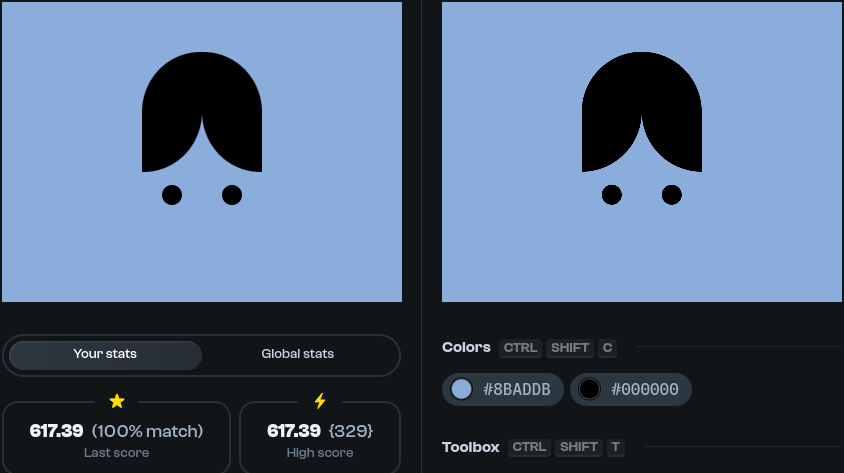 Your stats
Global stats
617.39 (100% match)
Last score
617.39 {329}
High score
Colors CTRL SHIFT C
#8BADDB #000000
Toolbox CTRL SHIFT T